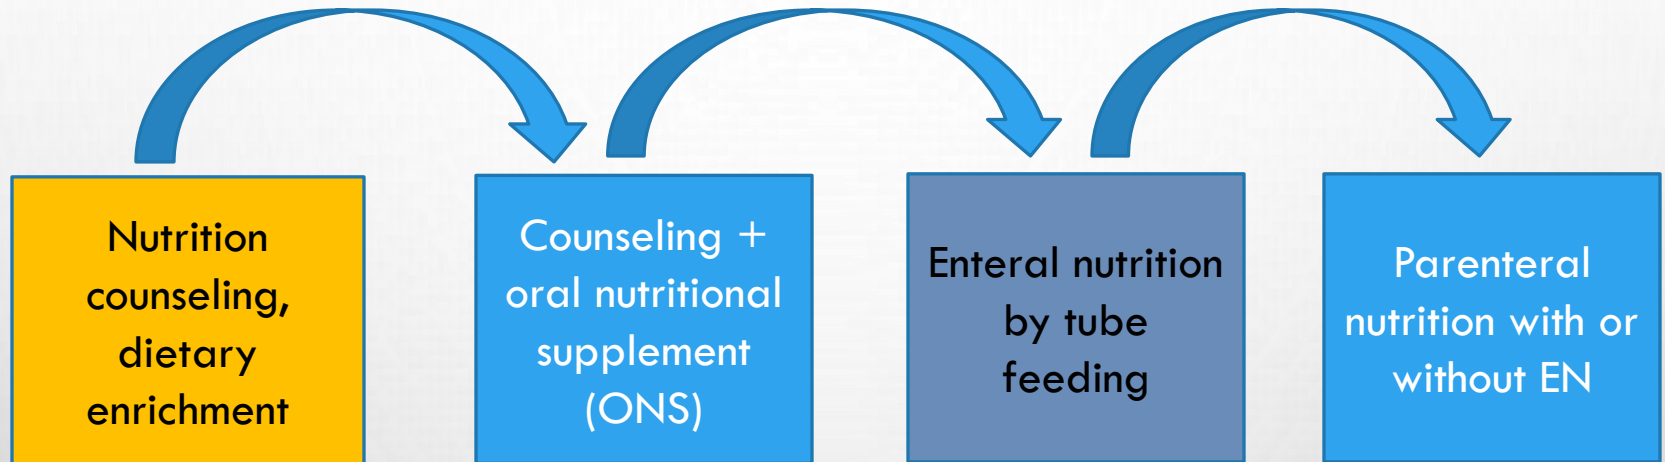 Nutrition
counseling,
dietary
enrichment
Counseling +
oral nutritional
supplement
(ONS)
Enteral nutrition
by tube
feeding
Parenteral
nutrition with or
without EN